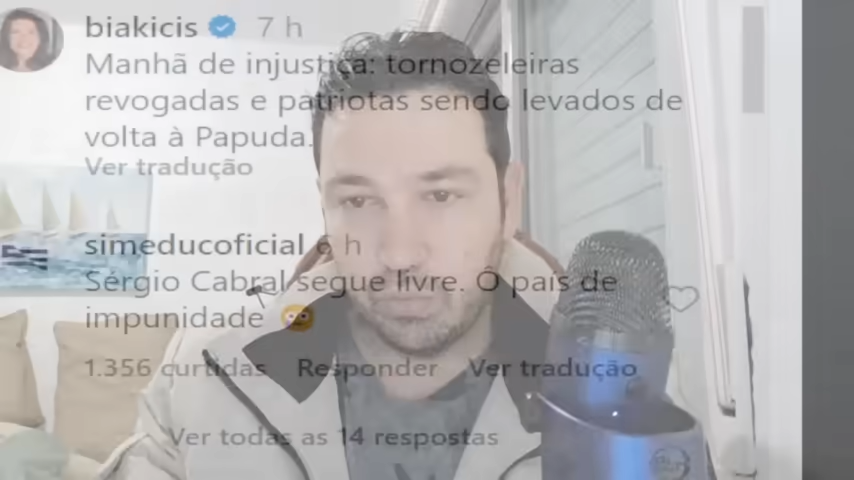 biakicis 7 h
Manhã de injustiça: tornozeleiras
revogadas e patriotas sendo levados de
volta à Papuda.
Ver tradução
simeducoficial 6 h
Sérgio Cabral segue livre. O país de
impunidade
1.356 curtidas Responder Ver tradução
Ver todas as 14 respostas